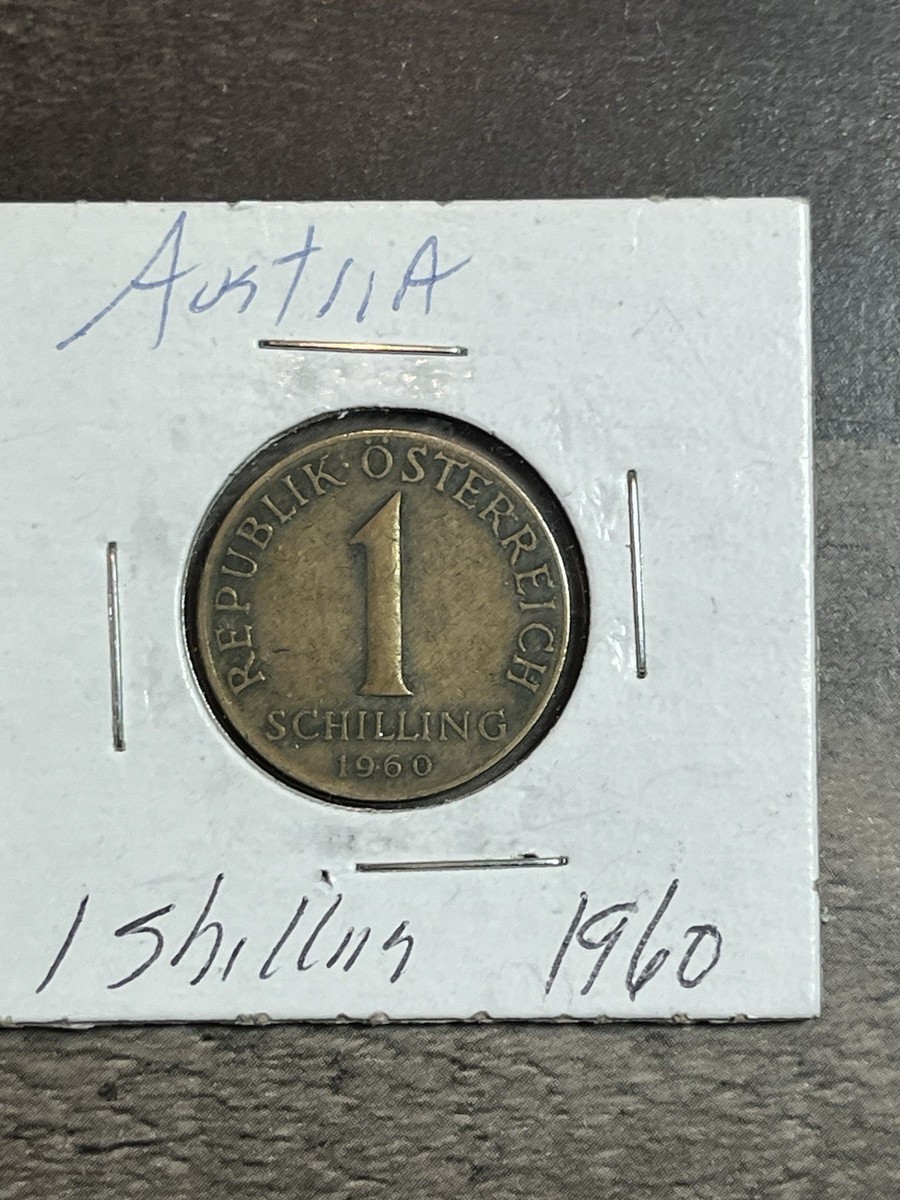 Austria
REPUBLIK·ÖSTERREICH
1
SCHILLING
1960
1 Shilling 1960